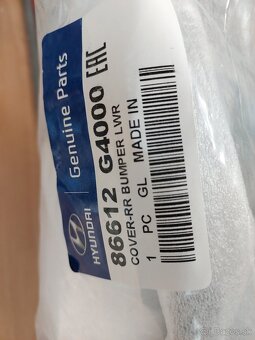 HYUNDAI
Genuine Parts
86612 G4000 EAC
COVER-RR BUMPER LWR
1 PC GL MADE IN